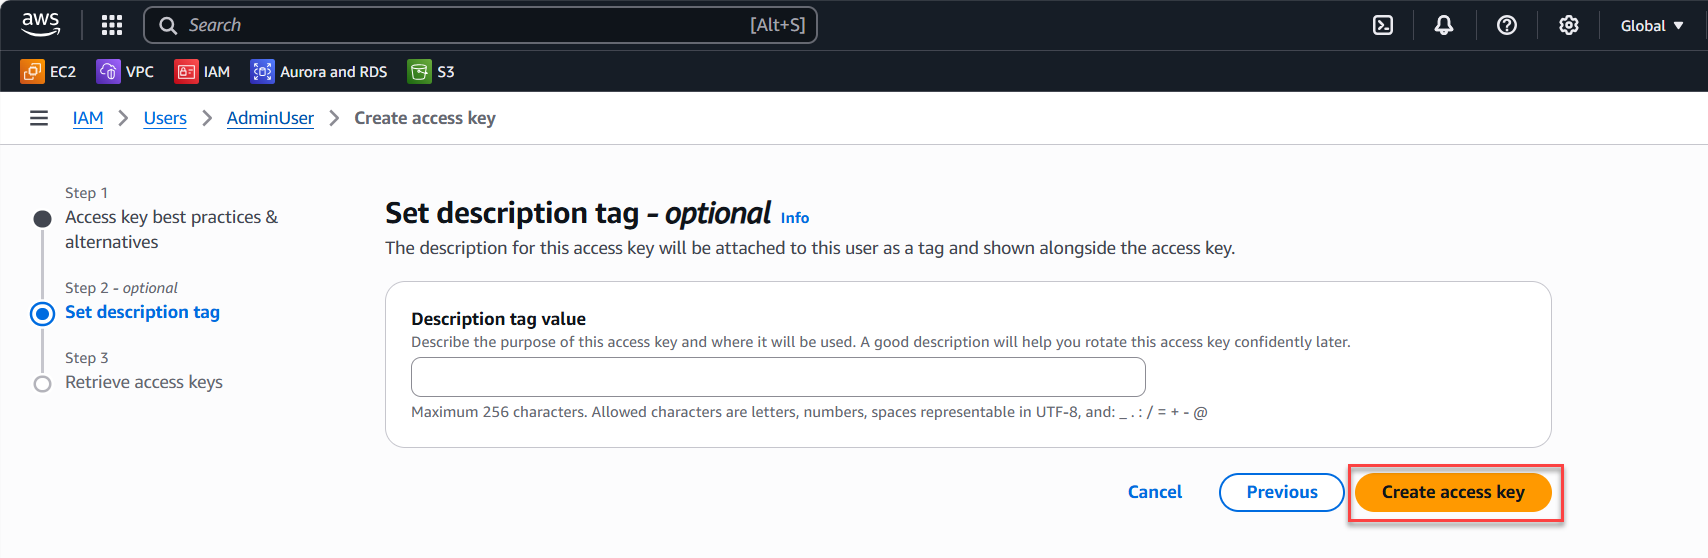 aws
Search [Alt+S]
Global
EC2 VPC IAM Aurora and RDS S3
IAM Users AdminUser Create access key
Step 1
Access key best practices &
alternatives
Step 2 - optional
Set description tag
Step 3
Retrieve access keys
Set description tag - optional Info
The description for this access key will be attached to this user as a tag and shown alongside the access key.
Description tag value
Describe the purpose of this access key and where it will be used. A good description will help you rotate this access key confidently later.
Maximum 256 characters. Allowed characters are letters, numbers, spaces representable in UTF-8, and: _ . : / = + - @
Cancel Previous Create access key